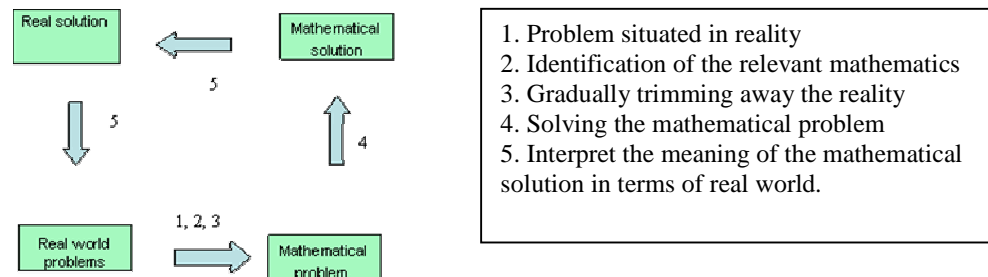 Real solution
Mathematical
solution
5
5
4
1, 2, 3
Real world
problems
Mathematical
problem
1. Problem situated in reality
2. Identification of the relevant mathematics
3. Gradually trimming away the reality
4. Solving the mathematical problem
5. Interpret the meaning of the mathematical
solution in terms of real world.